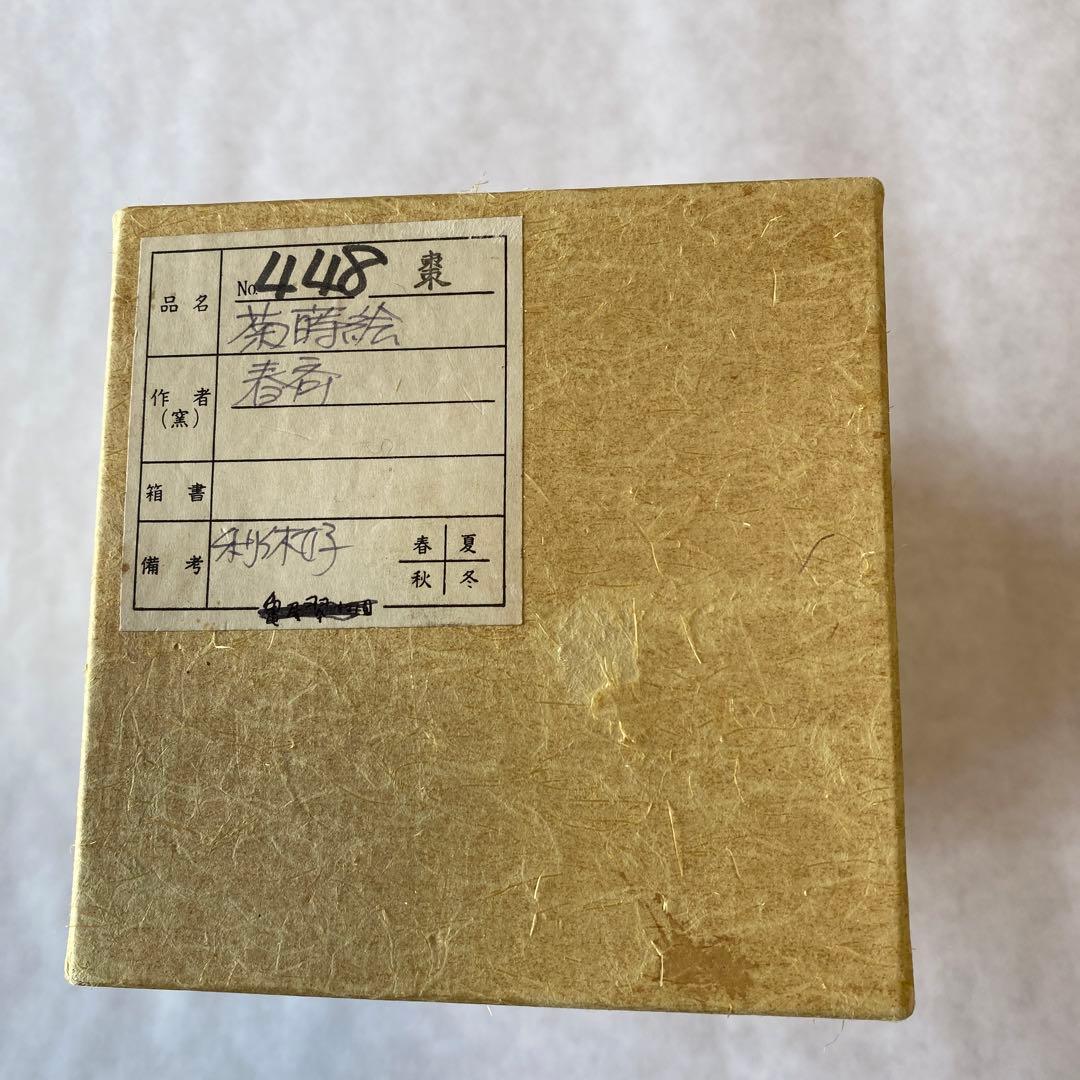 品名 No. 448 棗
菊蒔絵
作者 春斎
(窯)
箱書
備考 利休好 春 夏
秋 冬